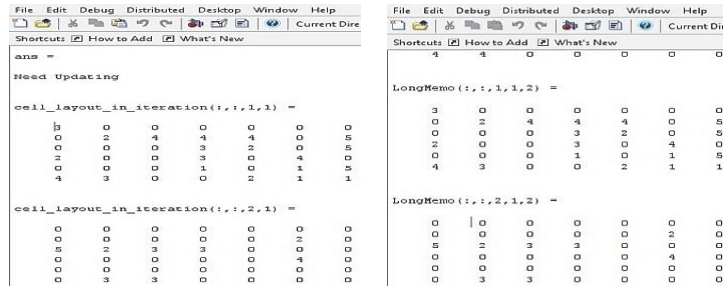 File Edit Debug Distributed Desktop Window Help
Current Dire
Shortcuts How to Add What's New
ans =
Need Updating
cell_layout_in_iteration(:,:,1,1) =
3 0 0 0 0 0 0
0 2 4 4 4 0 5
0 0 0 3 2 0 5
2 0 0 3 0 4 0
0 0 0 1 0 1 5
4 3 0 0 2 1 1
cell_layout_in_iteration(:,:,2,1) =
0 0 0 0 0 0 0
0 0 0 0 0 2 0
5 2 3 3 0 0 0
0 0 0 0 0 4 0
0 0 0 0 0 0 0
0 3 3 0 0 0 0
File Edit Debug Distributed Desktop Window Help
Current Di
Shortcuts How to Add What's New
4 4 0 0 0 0
LongMemo(:,:,1,1,2) =
3 0 0 0 0 0 0
0 2 4 4 4 0 5
0 0 0 3 2 0 5
2 0 0 3 0 4 0
0 0 0 1 0 1 5
4 3 0 0 2 1 1
LongMemo(:,:,2,1,2) =
0 0 0 0 0 0 0
0 0 0 0 0 2 0
5 2 3 3 0 0 0
0 0 0 0 0 4 0
0 0 0 0 0 0 0
0 3 3 0 0 0 0